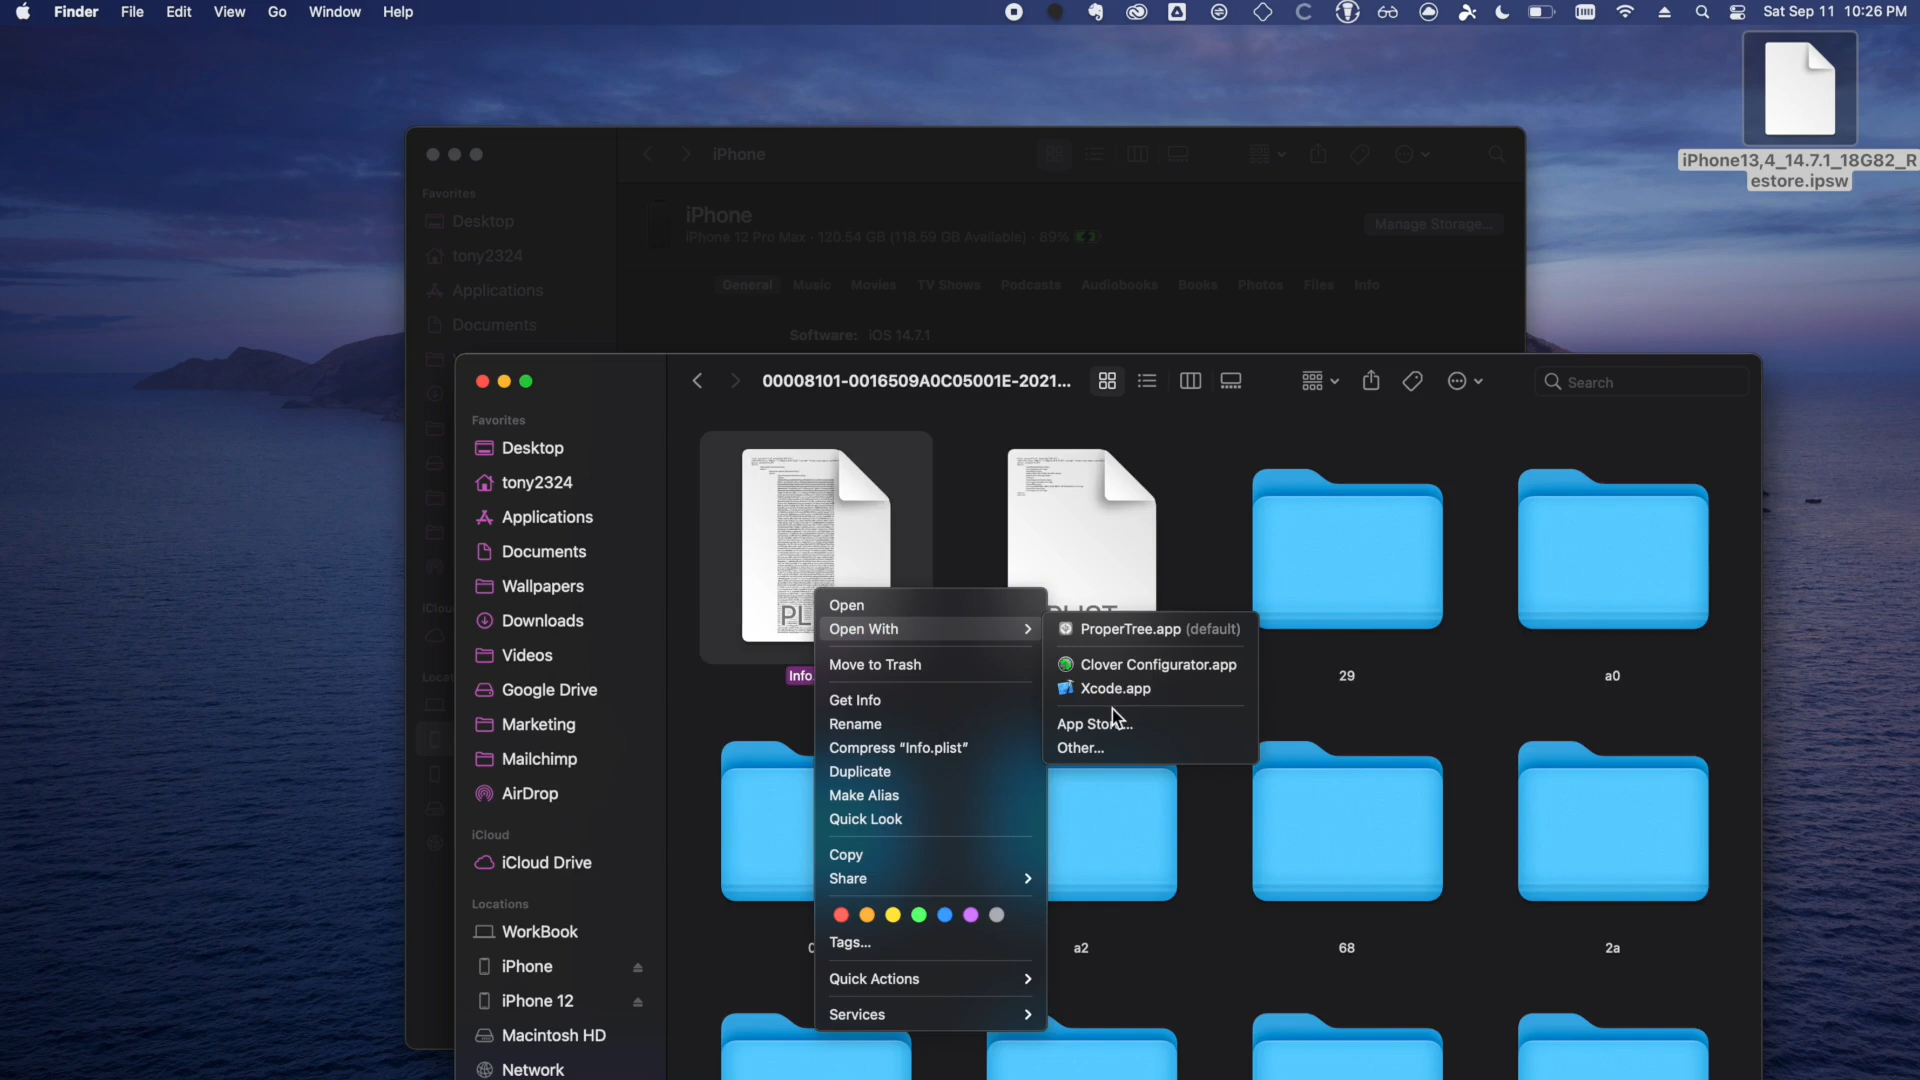 Finder File Edit View Go Window Help
Sat Sep 11 10:26 PM
iPhone13,4_14.7.1_18G82_R
estore.ipsw
iPhone
Favorites
Desktop
tony2324
Applications
Documents
iPhone
iPhone 12 Pro Max · 120.54 GB (118.59 GB Available) · 89%
Manage Storage...
General Music Movies TV Shows Podcasts Audiobooks Books Photos Files Info
Software: iOS 14.7.1
iClou
Locat
00008101-0016509A0C05001E-2021...
Search
Favorites
Desktop
tony2324
Applications
Documents
Wallpapers
Downloads
Videos
Google Drive
Marketing
Mailchimp
AirDrop
iCloud
iCloud Drive
Locations
WorkBook
iPhone
iPhone 12
Macintosh HD
Network
PL
PLIST
Info.
29
a0
a2
68
2a
Open
Open With
Move to Trash
Get Info
Rename
Compress “Info.plist”
Duplicate
Make Alias
Quick Look
Copy
Share
Tags...
Quick Actions
Services
ProperTree.app (default)
Clover Configurator.app
Xcode.app
App Store...
Other...